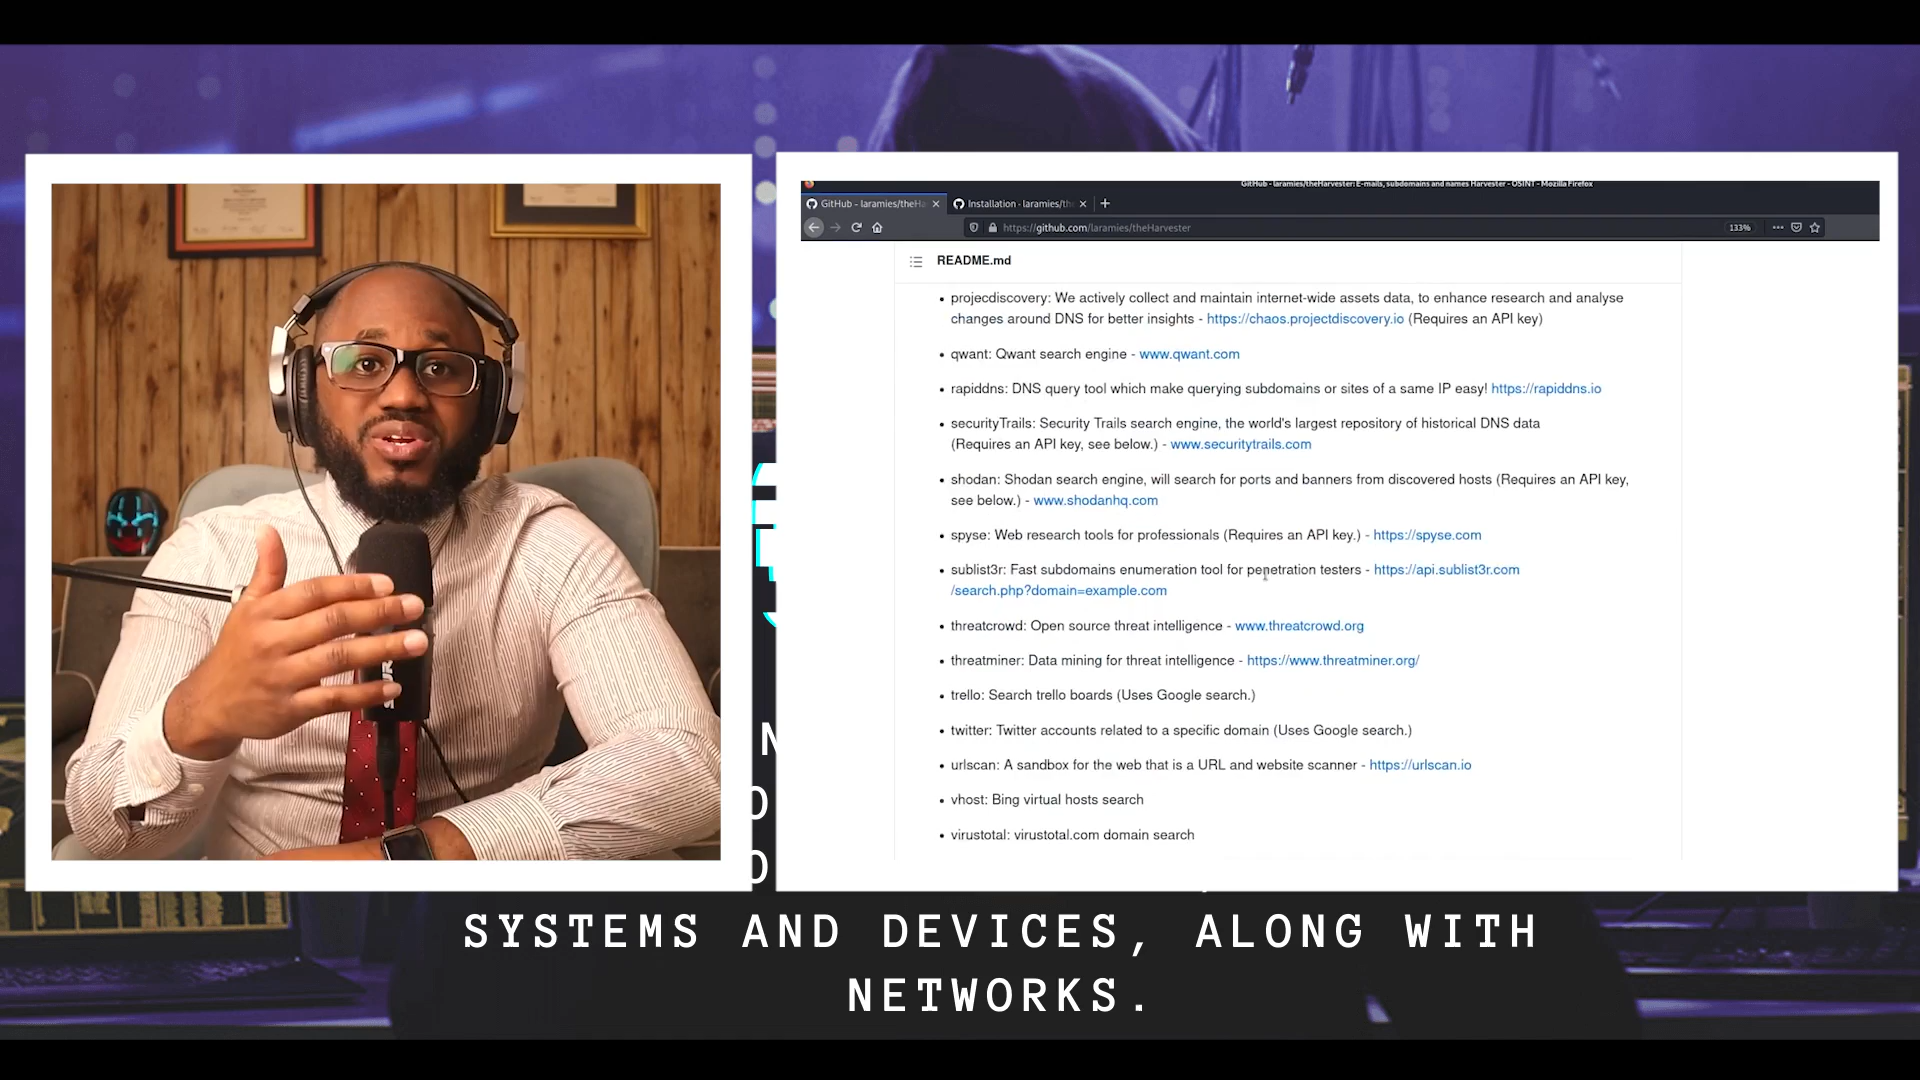 GitHub - laramies/theHarvester: E-mails, subdomains and names Harvester - OSINT - Mozilla Firefox
GitHub - laramies/theHa
Installation · laramies/th
https://github.com/laramies/theHarvester
133%
README.md
• projecdiscovery: We actively collect and maintain internet-wide assets data, to enhance research and analyse
changes around DNS for better insights - https://chaos.projectdiscovery.io (Requires an API key)
• qwant: Qwant search engine - www.qwant.com
• rapiddns: DNS query tool which make querying subdomains or sites of a same IP easy! https://rapiddns.io
• securityTrails: Security Trails search engine, the world's largest repository of historical DNS data
(Requires an API key, see below.) - www.securitytrails.com
• shodan: Shodan search engine, will search for ports and banners from discovered hosts (Requires an API key,
see below.) - www.shodanhq.com
• spyse: Web research tools for professionals (Requires an API key.) - https://spyse.com
• sublist3r: Fast subdomains enumeration tool for penetration testers - https://api.sublist3r.com
/search.php?domain=example.com
• threatcrowd: Open source threat intelligence - www.threatcrowd.org
• threatminer: Data mining for threat intelligence - https://www.threatminer.org/
• trello: Search trello boards (Uses Google search.)
• twitter: Twitter accounts related to a specific domain (Uses Google search.)
• urlscan: A sandbox for the web that is a URL and website scanner - https://urlscan.io
• vhost: Bing virtual hosts search
• virustotal: virustotal.com domain search
SYSTEMS AND DEVICES, ALONG WITH
NETWORKS.